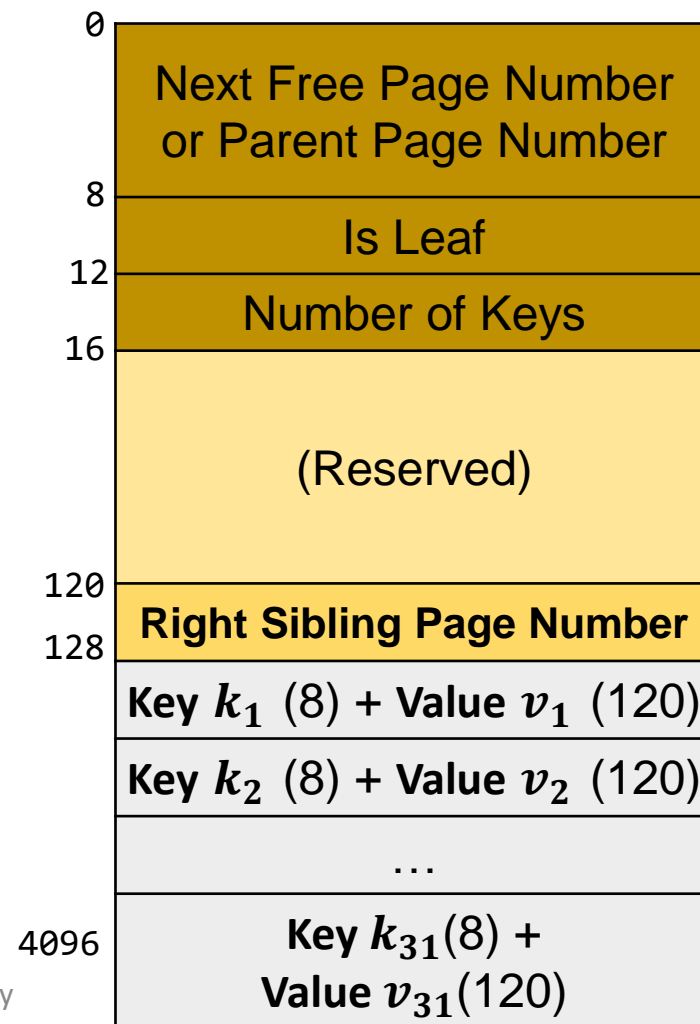 0
Next Free Page Number
or Parent Page Number
8
Is Leaf
12
Number of Keys
16
(Reserved)
120
Right Sibling Page Number
128
Key k₁ (8) + Value v₁ (120)
Key k₂ (8) + Value v₂ (120)
…
4096
Key k₃₁(8) +
Value v₃₁(120)
y